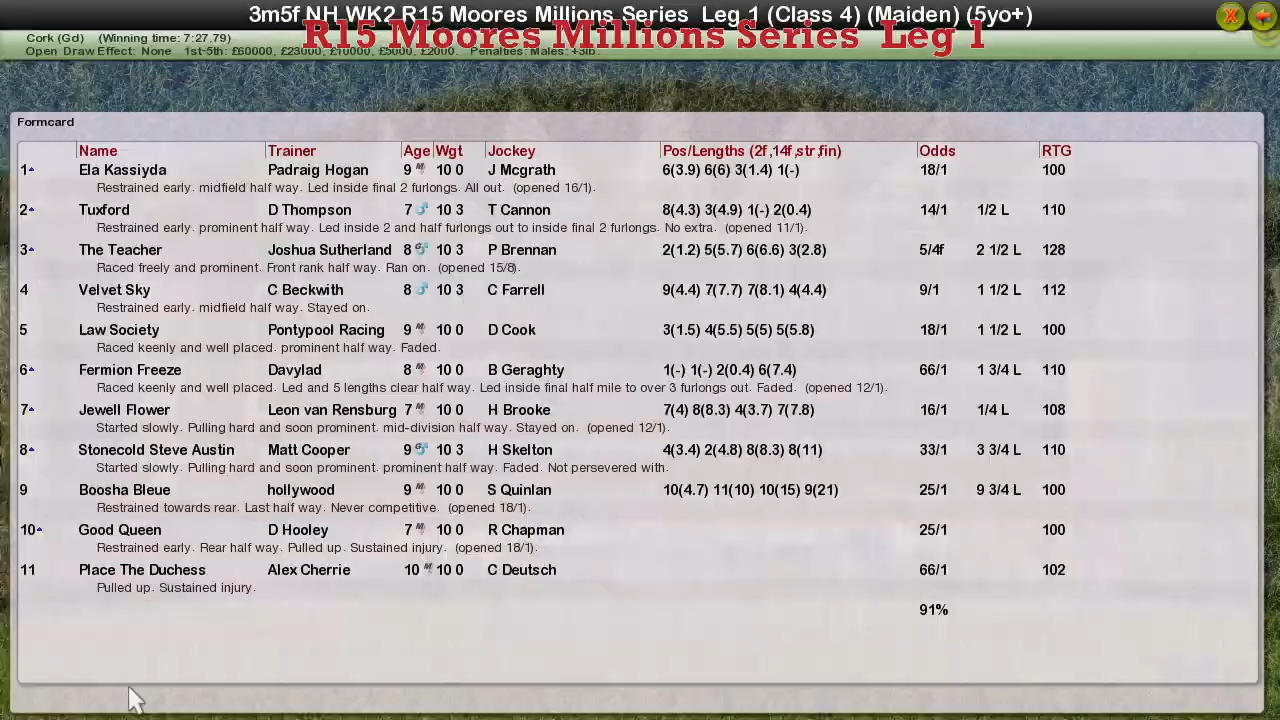 3m5f NH WK2 R15 Moores Millions Series Leg 1 (Class 4) (Maiden) (5yo+)
R15 Moores Millions Series Leg 1
Cork (Gd) (Winning time: 7:27.79)
Open Draw Effect: None. 1st-5th: £60000, £23000, £10000, £5000, £2000. Penalties: Males: +3lb.
Formcard
Name Trainer Age Wgt Jockey Pos/Lengths (2f,14f,str,fin) Odds RTG
1 Ela Kassiyda Padraig Hogan 9 10 0 J Mcgrath 6(3.9) 6(6) 3(1.4) 1(-) 18/1 100
Restrained early. midfield half way. Led inside final 2 furlongs. All out. (opened 16/1).
2 Tuxford D Thompson 7 10 3 T Cannon 8(4.3) 3(4.9) 1(-) 2(0.4) 14/1 1/2 L 110
Restrained early. prominent half way. Led inside 2 and half furlongs out to inside final 2 furlongs. No extra. (opened 11/1).
3 The Teacher Joshua Sutherland 8 10 3 P Brennan 2(1.2) 5(5.7) 6(6.6) 3(2.8) 5/4f 2 1/2 L 128
Raced freely and prominent. Front rank half way. Ran on. (opened 15/8).
4 Velvet Sky C Beckwith 8 10 3 C Farrell 9(4.4) 7(7.7) 7(8.1) 4(4.4) 9/1 1 1/2 L 112
Restrained early. midfield half way. Stayed on.
5 Law Society Pontypool Racing 9 10 0 D Cook 3(1.5) 4(5.5) 5(5) 5(5.8) 18/1 1 1/2 L 100
Raced keenly and well placed. prominent half way. Faded.
6 Fermion Freeze Davylad 8 10 0 B Geraghty 1(-) 1(-) 2(0.4) 6(7.4) 66/1 1 3/4 L 110
Raced keenly and well placed. Led and 5 lengths clear half way. Led inside final half mile to over 3 furlongs out. Faded. (opened 12/1).
7 Jewell Flower Leon van Rensburg 7 10 0 H Brooke 7(4) 8(8.3) 4(3.7) 7(7.8) 16/1 1/4 L 108
Started slowly. Pulling hard and soon prominent. mid-division half way. Stayed on. (opened 12/1).
8 Stonecold Steve Austin Matt Cooper 9 10 3 H Skelton 4(3.4) 2(4.8) 8(8.3) 8(11) 33/1 3 3/4 L 110
Started slowly. Pulling hard and soon prominent. prominent half way. Faded. Not persevered with.
9 Boosha Bleue hollywood 9 10 0 S Quinlan 10(4.7) 11(10) 10(15) 9(21) 25/1 9 3/4 L 100
Restrained towards rear. Last half way. Never competitive. (opened 18/1).
10 Good Queen D Hooley 7 10 0 R Chapman 25/1 100
Restrained early. Rear half way. Pulled up. Sustained injury. (opened 18/1).
11 Place The Duchess Alex Cherrie 10 10 0 C Deutsch 66/1 102
Pulled up. Sustained injury.
91%